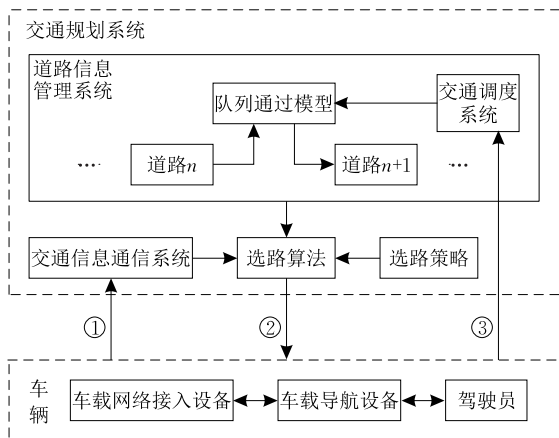 交通规划系统
道路信息
管理系统
队列通过模型
交通调度
系统
…. 道路n 道路n+1 …
交通信息通信系统 选路算法 选路策略
① ② ③
车
辆
车载网络接入设备 车载导航设备 驾驶员